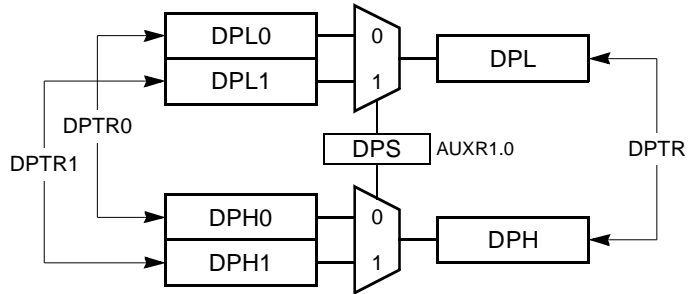 DPL0
0
DPL
DPL1
1
DPTR0
DPS
AUXR1.0
DPTR
DPTR1
DPH0
0
DPH
DPH1
1